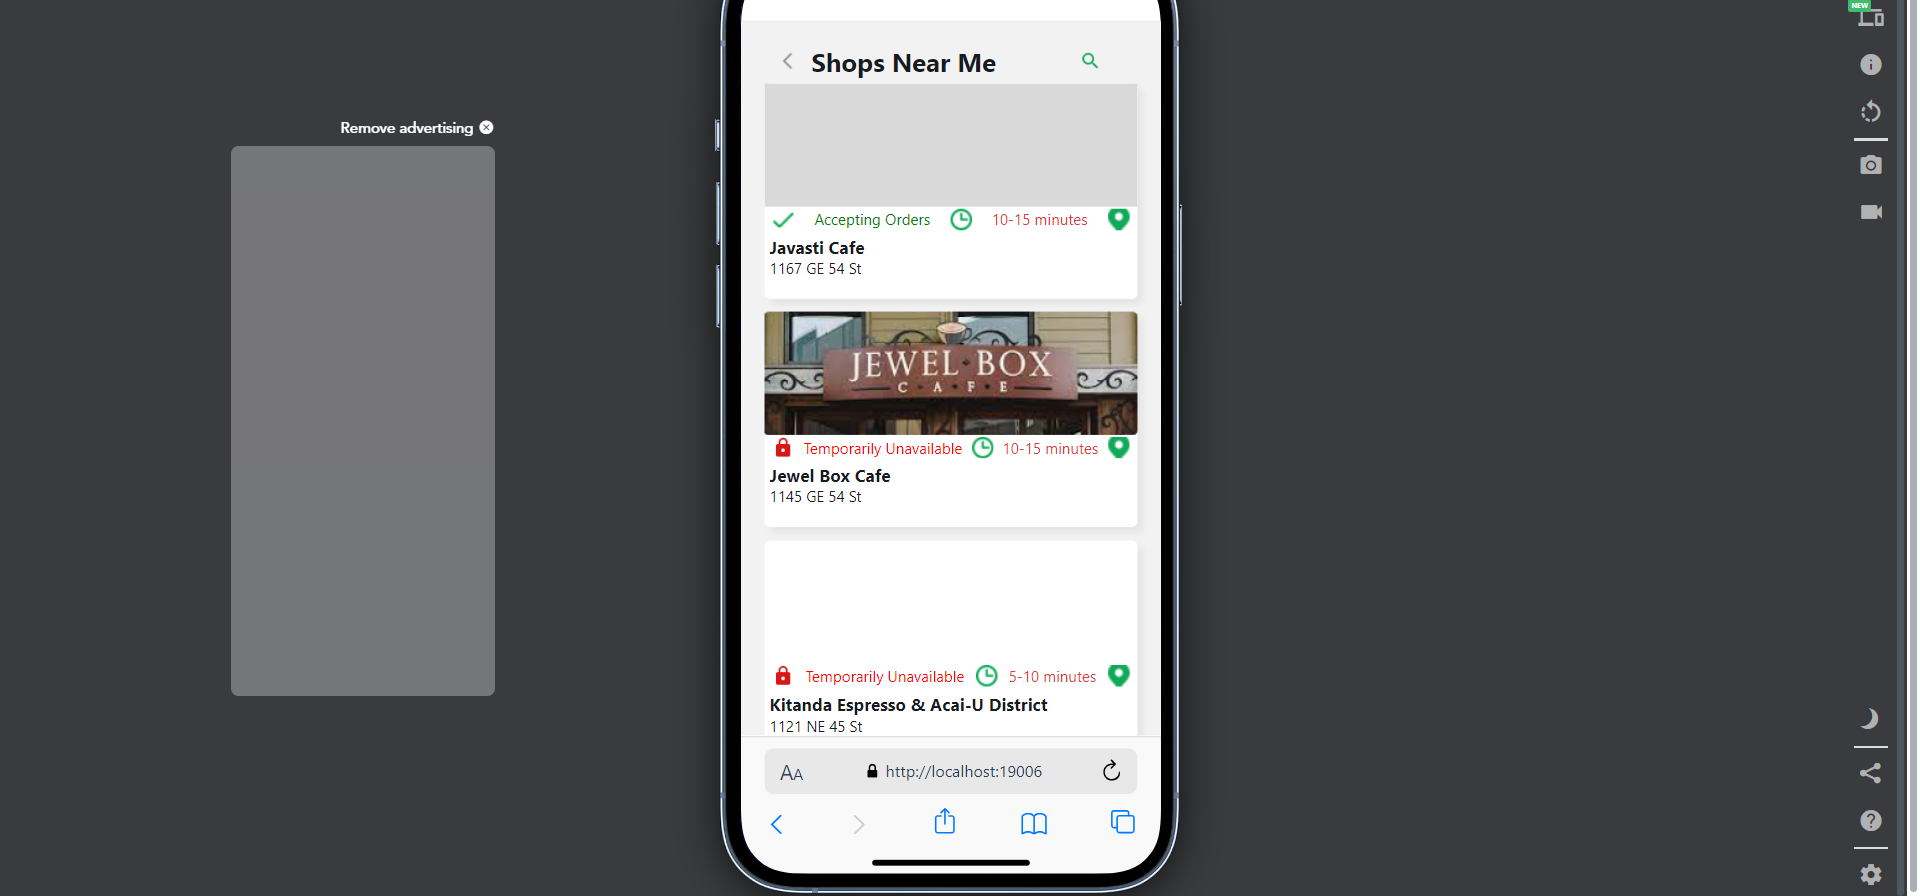 NEW
Remove advertising
Shops Near Me
Accepting Orders 10-15 minutes
Javasti Cafe
1167 GE 54 St
JEWEL BOX
C·A·F·E
Temporarily Unavailable 10-15 minutes
Jewel Box Cafe
1145 GE 54 St
Temporarily Unavailable 5-10 minutes
Kitanda Espresso & Acai-U District
1121 NE 45 St
AA http://localhost:19006